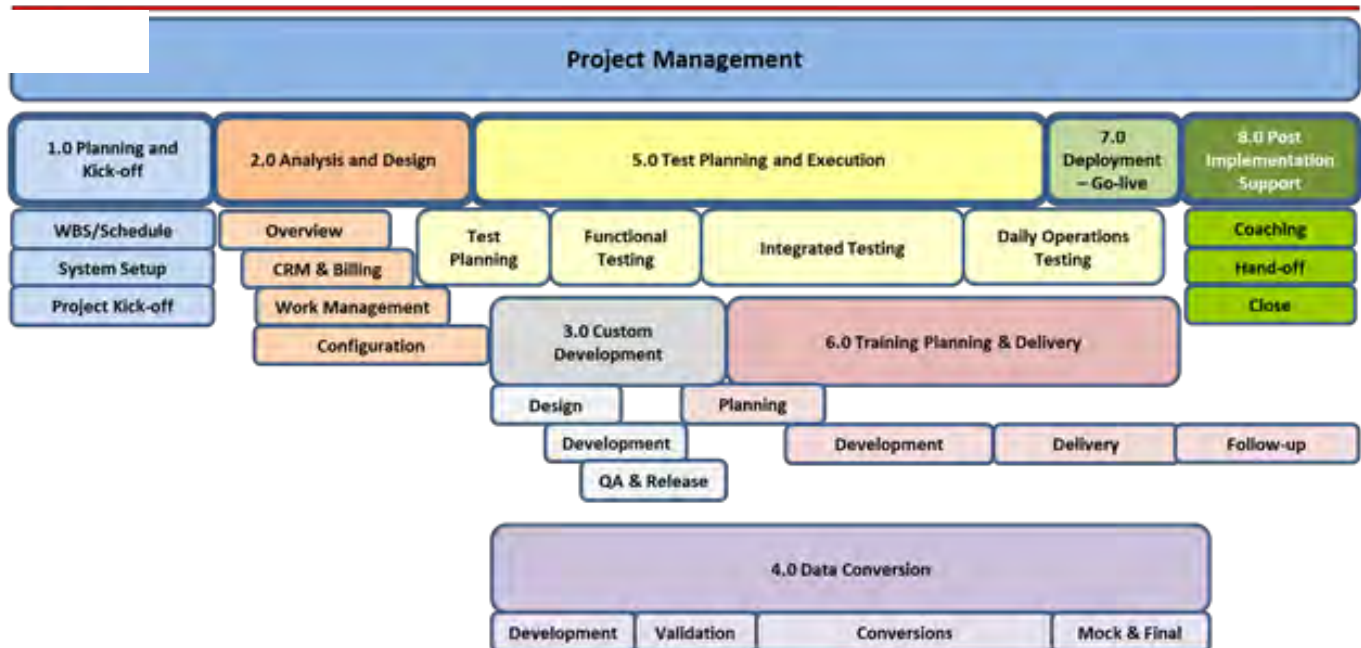 Project Management
1.0 Planning and
Kick-off
2.0 Analysis and Design
5.0 Test Planning and Execution
7.0
Deployment
– Go-live
8.0 Post
Implementation
Support
WBS/Schedule
System Setup
Project Kick-off
Overview
CRM & Billing
Work Management
Configuration
Test
Planning
Functional
Testing
Integrated Testing
Daily Operations
Testing
Coaching
Hand-off
Close
3.0 Custom
Development
6.0 Training Planning & Delivery
Design
Development
QA & Release
Planning
Development
Delivery
Follow-up
4.0 Data Conversion
Development
Validation
Conversions
Mock & Final